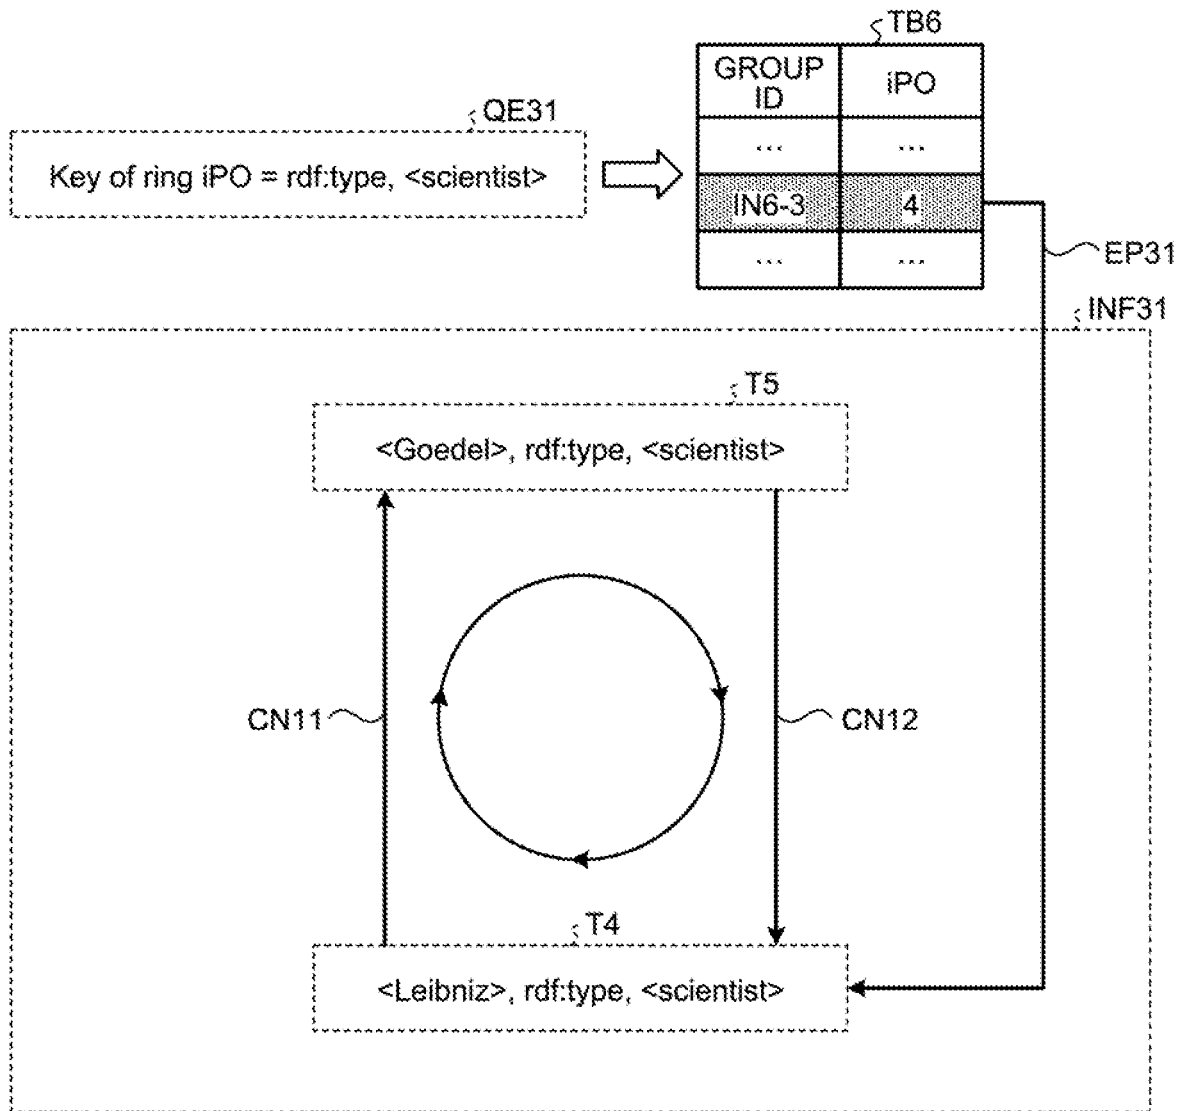 TB6
GROUP
ID
iPO
QE31
... ...
Key of ring iPO = rdf:type, <scientist>
IN6-3 4
... ...
EP31
INF31
T5
<Goedel>, rdf:type, <scientist>
CN11
CN12
T4
<Leibniz>, rdf:type, <scientist>